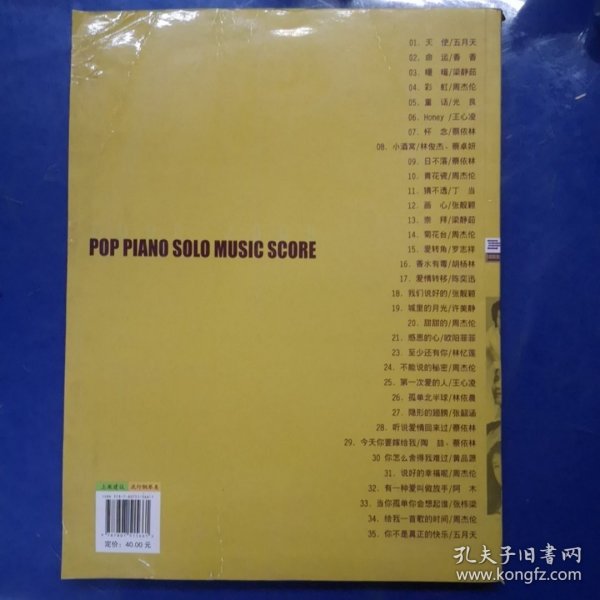 01. 天 使/五月天
02. 命 运/香 香
03. 暖 暖/梁静茹
04. 彩 虹/周杰伦
05. 童 话/光 良
06. Honey /王心凌
07. 怀 念/蔡依林
08. 小酒窝/林俊杰、蔡卓妍
09. 日不落/蔡依林
10. 青花瓷/周杰伦
11. 猜不透/丁 当
12. 画 心/张靓颖
13. 崇 拜/梁静茹
14. 菊花台/周杰伦
15. 爱转角/罗志祥
16. 香水有毒/胡杨林
17. 爱情转移/陈奕迅
18. 我们说好的/张靓颖
19. 城里的月光/许美静
20. 甜甜的/周杰伦
21. 感恩的心/欧阳菲菲
23. 至少还有你/林忆莲
24. 不能说的秘密/周杰伦
25. 第一次爱的人/王心凌
26. 孤单北半球/林依晨
27. 隐形的翅膀/张韶涵
28. 听说爱情回来过/蔡依林
29. 今天你要嫁给我/陶 喆、蔡依林
30 你怎么舍得我难过/黄品源
31. 说好的幸福呢/周杰伦
32. 有一种爱叫做放手/阿 木
33. 当你孤单你会想起谁/张栋梁
34. 给我一首歌的时间/周杰伦
35. 你不是真正的快乐/五月天
POP PIANO SOLO MUSIC SCORE
上架建议 流行钢琴类
定价：40.00 元
孔夫子旧书网
www.kongfz.com